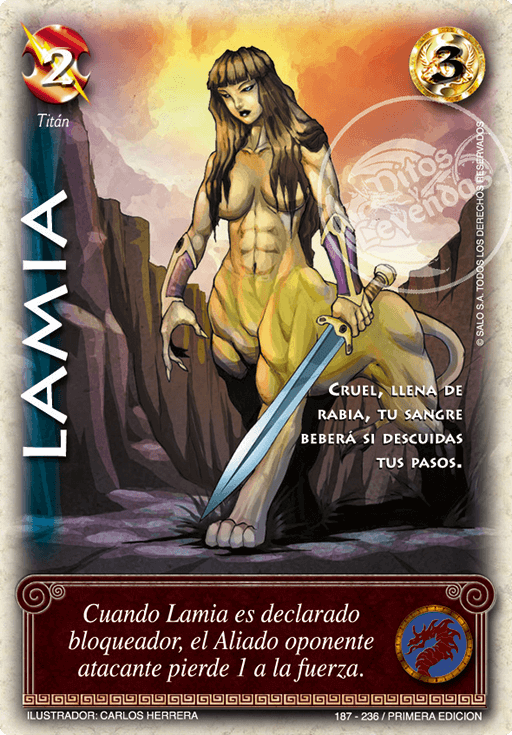 2
3
Titán
Mitos y Leyendas
© SALO S.A. TODOS LOS DERECHOS RESERVADOS
LAMIA
CRUEL, LLENA DE
RABIA, TU SANGRE
BEBERÁ SI DESCUIDAS
TUS PASOS.
Cuando Lamia es declarado
bloqueador, el Aliado oponente
atacante pierde 1 a la fuerza.
ILUSTRADOR: CARLOS HERRERA
187 - 236 / PRIMERA EDICION